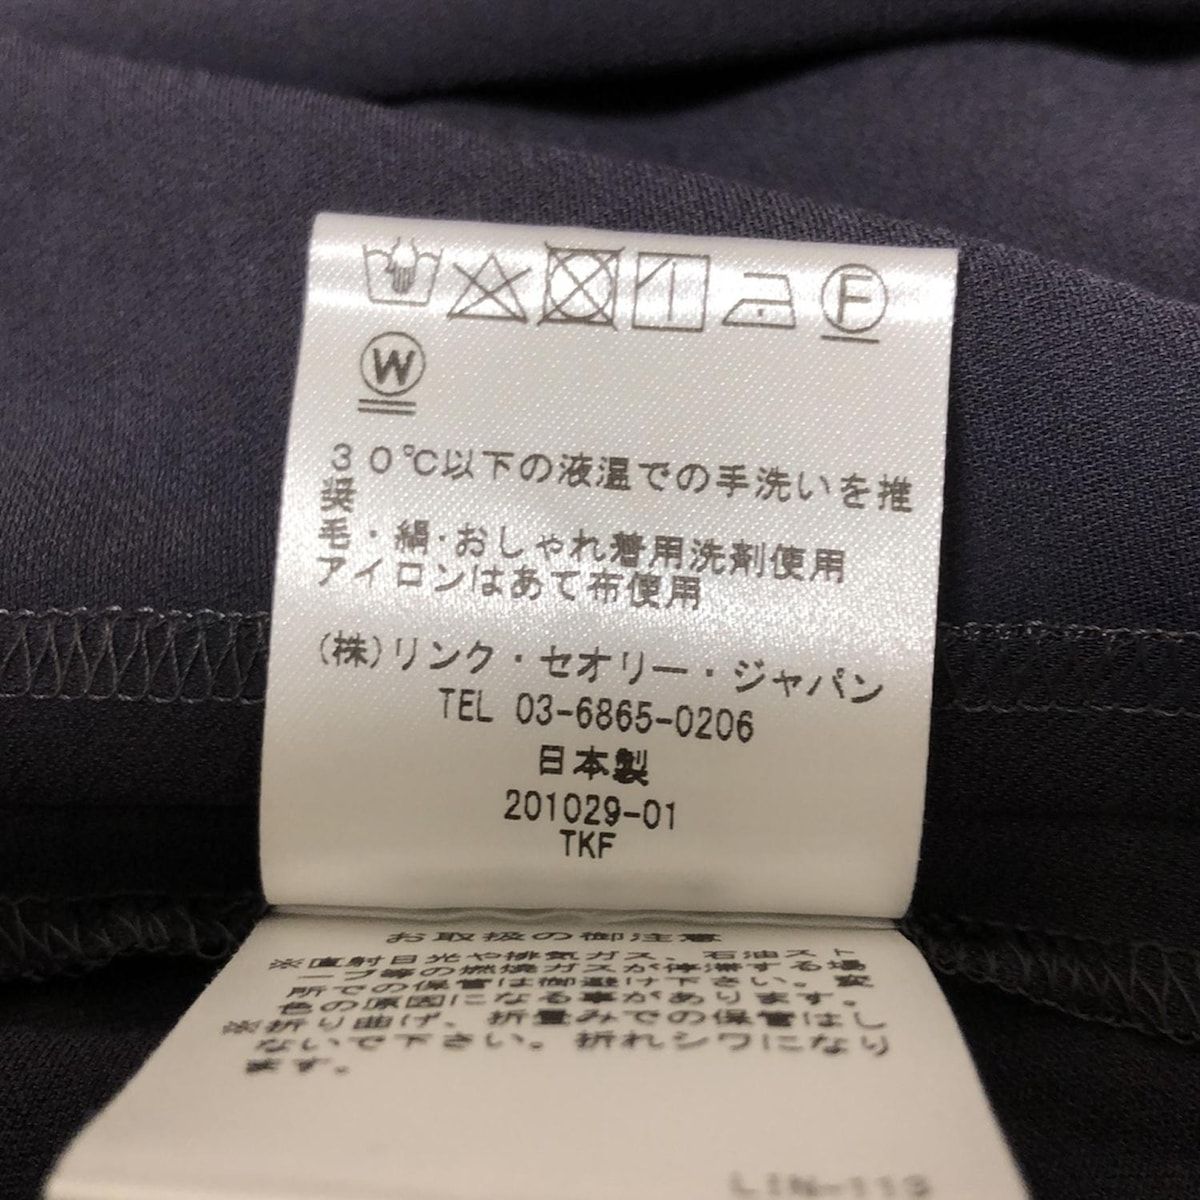 F
W
30℃以下の液温での手洗いを推
奨
毛・絹・おしゃれ着用洗剤使用
アイロンはあて布使用
(株)リンク・セオリー・ジャパン
TEL 03-6865-0206
日本製
201029-01
TKF
お取扱の御注意
※直射日光や排気ガス、石油スト
ーブ等の燃焼ガスが停滞する場
所での保管は御避け下さい。変
色の原因になる事があります。
※折り曲げ、折畳みでの保管はし
ないで下さい。折れシワになり
ます。